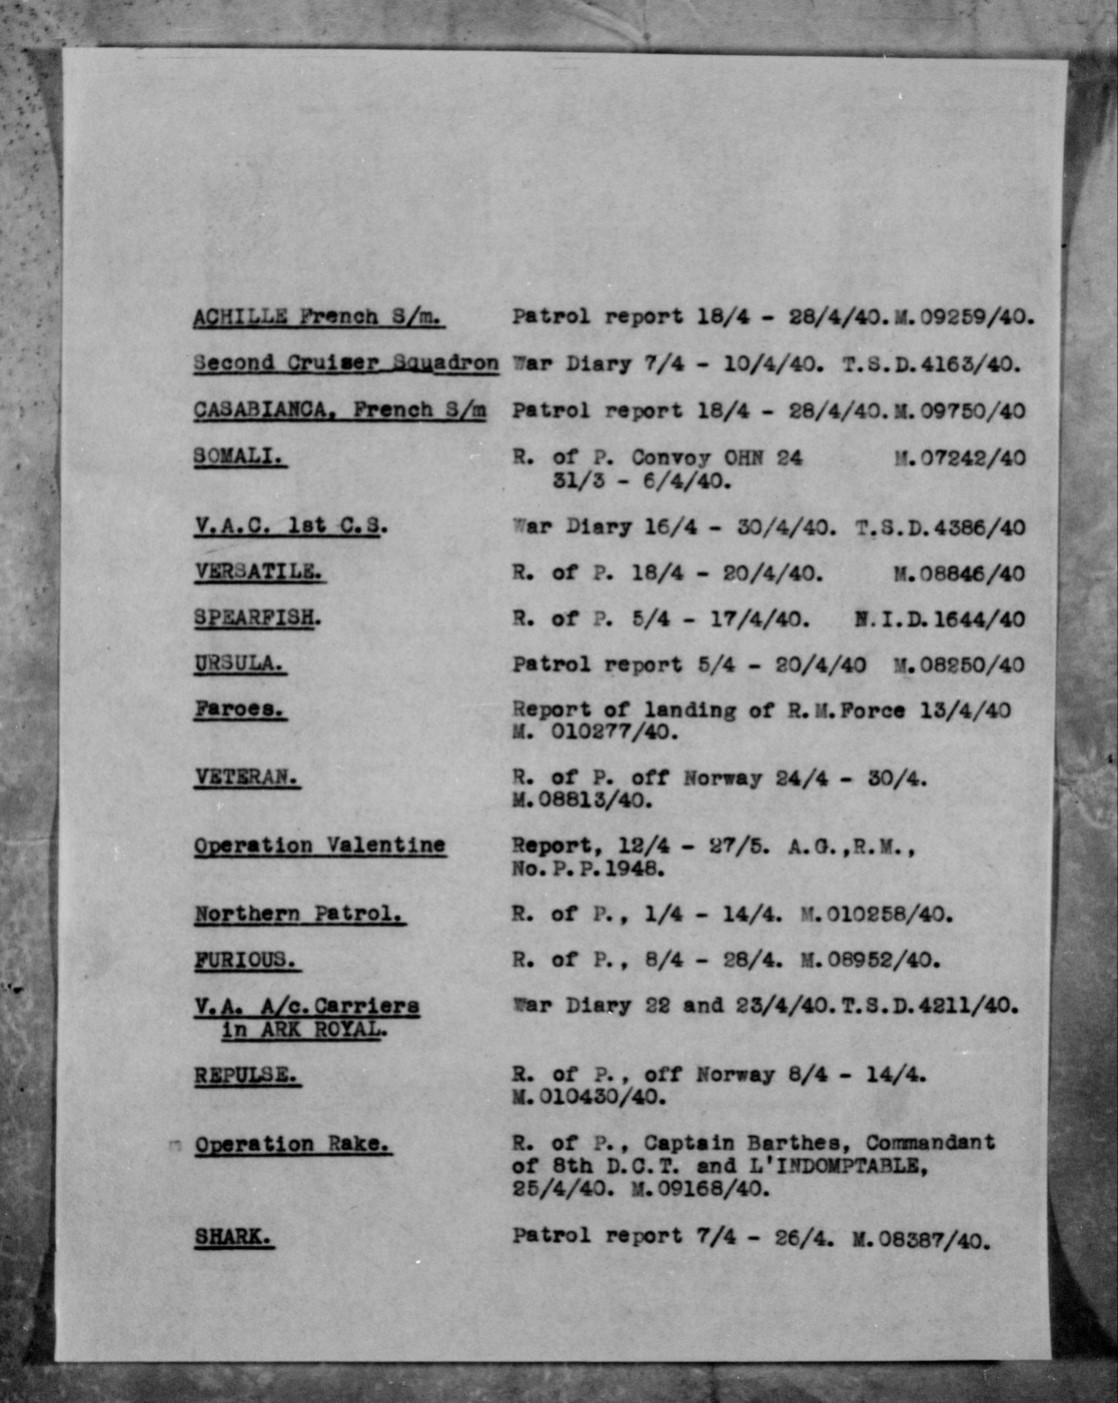 ACHILLE French S/m. Patrol report 18/4 - 28/4/40. M.09259/40.
Second Cruiser Squadron War Diary 7/4 - 10/4/40. T.S.D.4163/40.
CASABIANCA, French S/m Patrol report 18/4 - 28/4/40. M.09750/40
SOMALI. R. of P. Convoy OHN 24 M.07242/40
31/3 - 6/4/40.
V.A.C. 1st C.S. War Diary 16/4 - 30/4/40. T.S.D.4386/40
VERSATILE. R. of P. 18/4 - 20/4/40. M.08846/40
SPEARFISH. R. of P. 5/4 - 17/4/40. N.I.D.1644/40
URSULA. Patrol report 5/4 - 20/4/40 M.08250/40
Faroes. Report of landing of R.M.Force 13/4/40
M. 010277/40.
VETERAN. R. of P. off Norway 24/4 - 30/4.
M.08813/40.
Operation Valentine Report, 12/4 - 27/5. A.G.,R.M.,
No.P.P.1948.
Northern Patrol. R. of P., 1/4 - 14/4. M.010258/40.
FURIOUS. R. of P., 8/4 - 28/4. M.08952/40.
V.A. A/c.Carriers War Diary 22 and 23/4/40. T.S.D.4211/40.
in ARK ROYAL.
REPULSE. R. of P., off Norway 8/4 - 14/4.
M.010430/40.
Operation Rake. R. of P., Captain Barthes, Commandant
of 8th D.C.T. and L'INDOMPTABLE,
25/4/40. M.09168/40.
SHARK. Patrol report 7/4 - 26/4. M.08387/40.